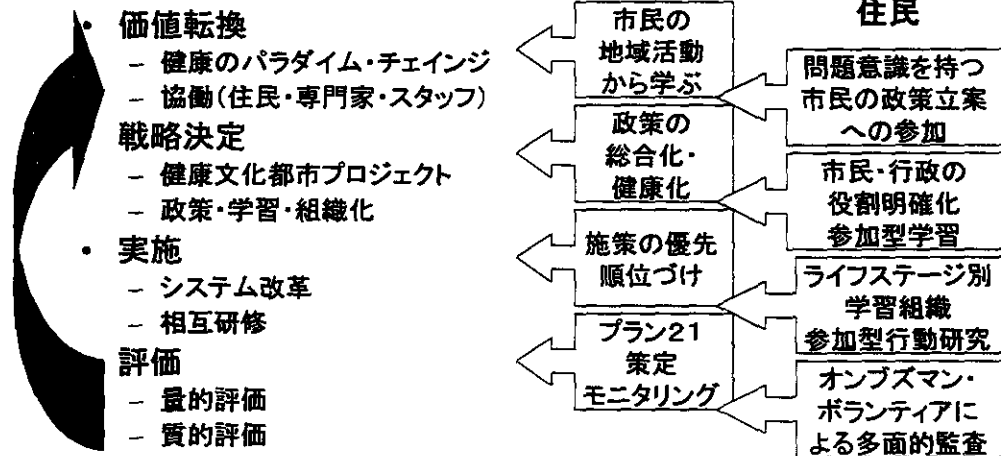 ・ 価値転換
– 健康のパラダイム・チェインジ
– 協働(住民・専門家・スタッフ)
戦略決定
– 健康文化都市プロジェクト
– 政策・学習・組織化
・ 実施
– システム改革
– 相互研修
評価
– 量的評価
– 質的評価
市民の
地域活動
から学ぶ
政策の
総合化・
健康化
施策の優先
順位づけ
プラン21
策定
モニタリング
住民
問題意識を持つ
市民の政策立案
への参加
市民・行政の
役割明確化
参加型学習
ライフステージ別
学習組織
参加型行動研究
オンブズマン・
ボランティアに
よる多面的監査